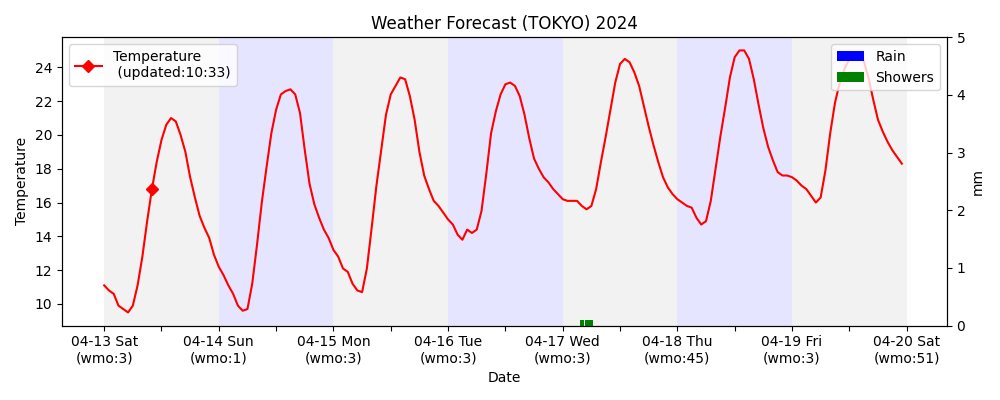 Weather Forecast (TOKYO) 2024
Temperature
(updated:10:33)
Rain
Showers
Temperature
24
22
20
18
16
14
12
10
5
4
3
2
1
0
mm
04-13 Sat
(wmo:3)
04-14 Sun
(wmo:1)
04-15 Mon
(wmo:3)
04-16 Tue
(wmo:3)
04-17 Wed
(wmo:3)
04-18 Thu
(wmo:45)
04-19 Fri
(wmo:3)
04-20 Sat
(wmo:51)
Date